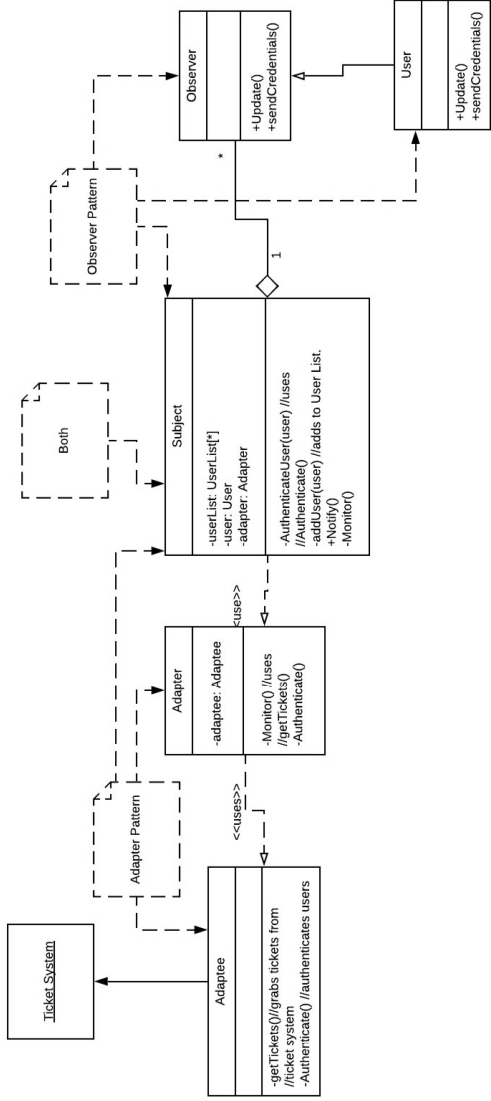 Ticket System
Adaptee
-getTickets()//grabs tickets from
//ticket system
-Authenticate() //authenticates users
Adapter Pattern
<<uses>>
Adapter
-adaptee: Adaptee
-Monitor() //uses
//getTickets()
-Authenticate()
<use>>
Both
Subject
-userList: UserList[*]
- user: User
-adapter: Adapter
-AuthenticateUser(user) //uses
//Authenticate()
-addUser(user) //adds to User List.
+Notify()
-Monitor()
1
*
Observer Pattern
Observer
+Update()
+sendCredentials()
User
+Update()
+sendCredentials()